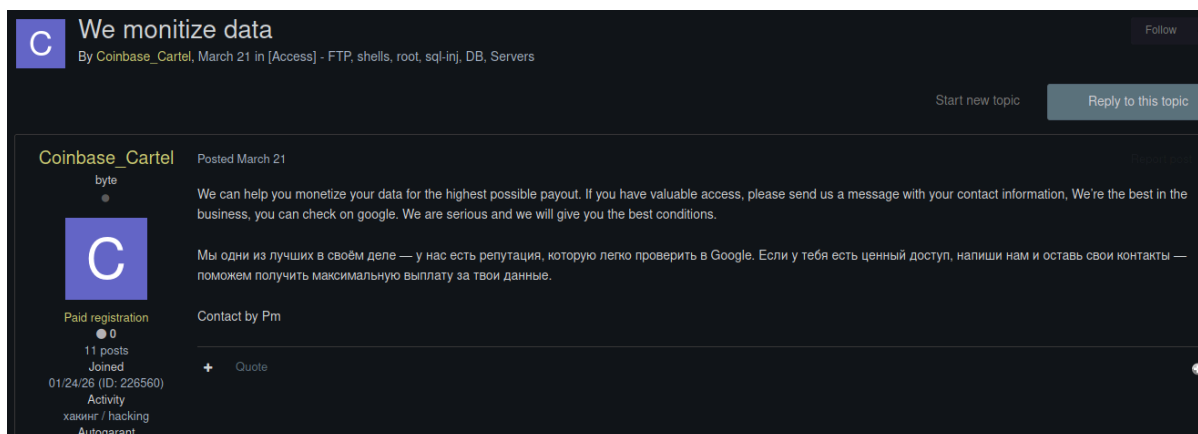 C
We monitize data
Follow
By Coinbase_Cartel, March 21 in [Access] - FTP, shells, root, sql-inj, DB, Servers
Start new topic
Reply to this topic
Coinbase_Cartel
Posted March 21
byte
We can help you monetize your data for the highest possible payout. If you have valuable access, please send us a message with your contact information, We're the best in the
business, you can check on google. We are serious and we will give you the best conditions.
C
Мы одни из лучших в своём деле — у нас есть репутация, которую легко проверить в Google. Если у тебя есть ценный доступ, напиши нам и оставь свои контакты —
поможем получить максимальную выплату за твои данные.
Contact by Pm
Paid registration
0
11 posts
Joined
01/24/26 (ID: 226560)
Activity
хакинг / hacking
Autogarant
+ Quote